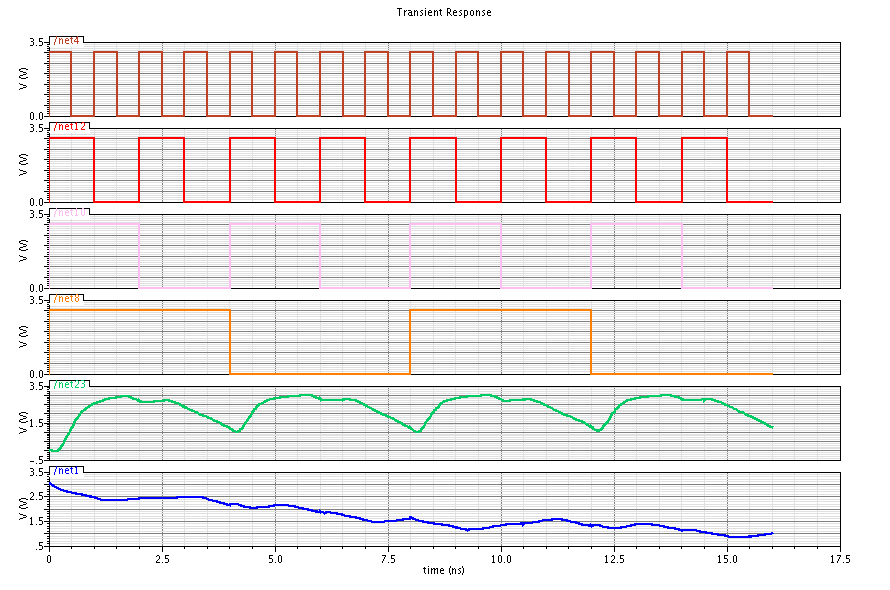 Transient Response
/net4
3.5
V (V)
0.0
/net12
3.5
V (V)
0.0
/net10
3.5
V (V)
0.0
/net8
3.5
V (V)
0.0
/net23
3.5
V (V)
1.5
-.5
/net1
3.5
2.5
V (V)
1.5
.5
0 2.5 5.0 7.5 10.0 12.5 15.0 17.5
time (ns)